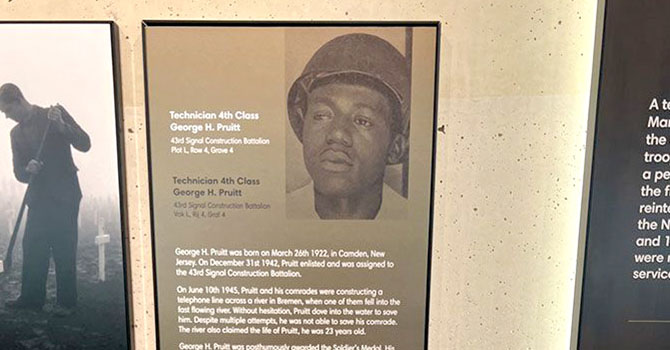 Technician 4th Class
George H. Pruitt
43rd Signal Construction Battalion
Plot L, Row 4, Grave 4
Technician 4th Class
George H. Pruitt
43rd Signal Construction Battalion
Vak L, Rij 4, Graf 4
George H. Pruitt was born on March 26th 1922, in Camden, New
Jersey. On December 31st 1942, Pruitt enlisted and was assigned to
the 43rd Signal Construction Battalion.
On June 10th 1945, Pruitt and his comrades were constructing a
telephone line across a river in Bremen, when one of them fell into the
fast flowing river. Without hesitation, Pruitt dove into the water to save
him. Despite multiple attempts, he was not able to save his comrade.
The river also claimed the life of Pruitt, he was 23 years old.
George H. Pruitt was posthumously awarded the Soldier's Medal. His
A te
Mar
the
troo
a pe
the f
reinte
the N
and 1
were r
service